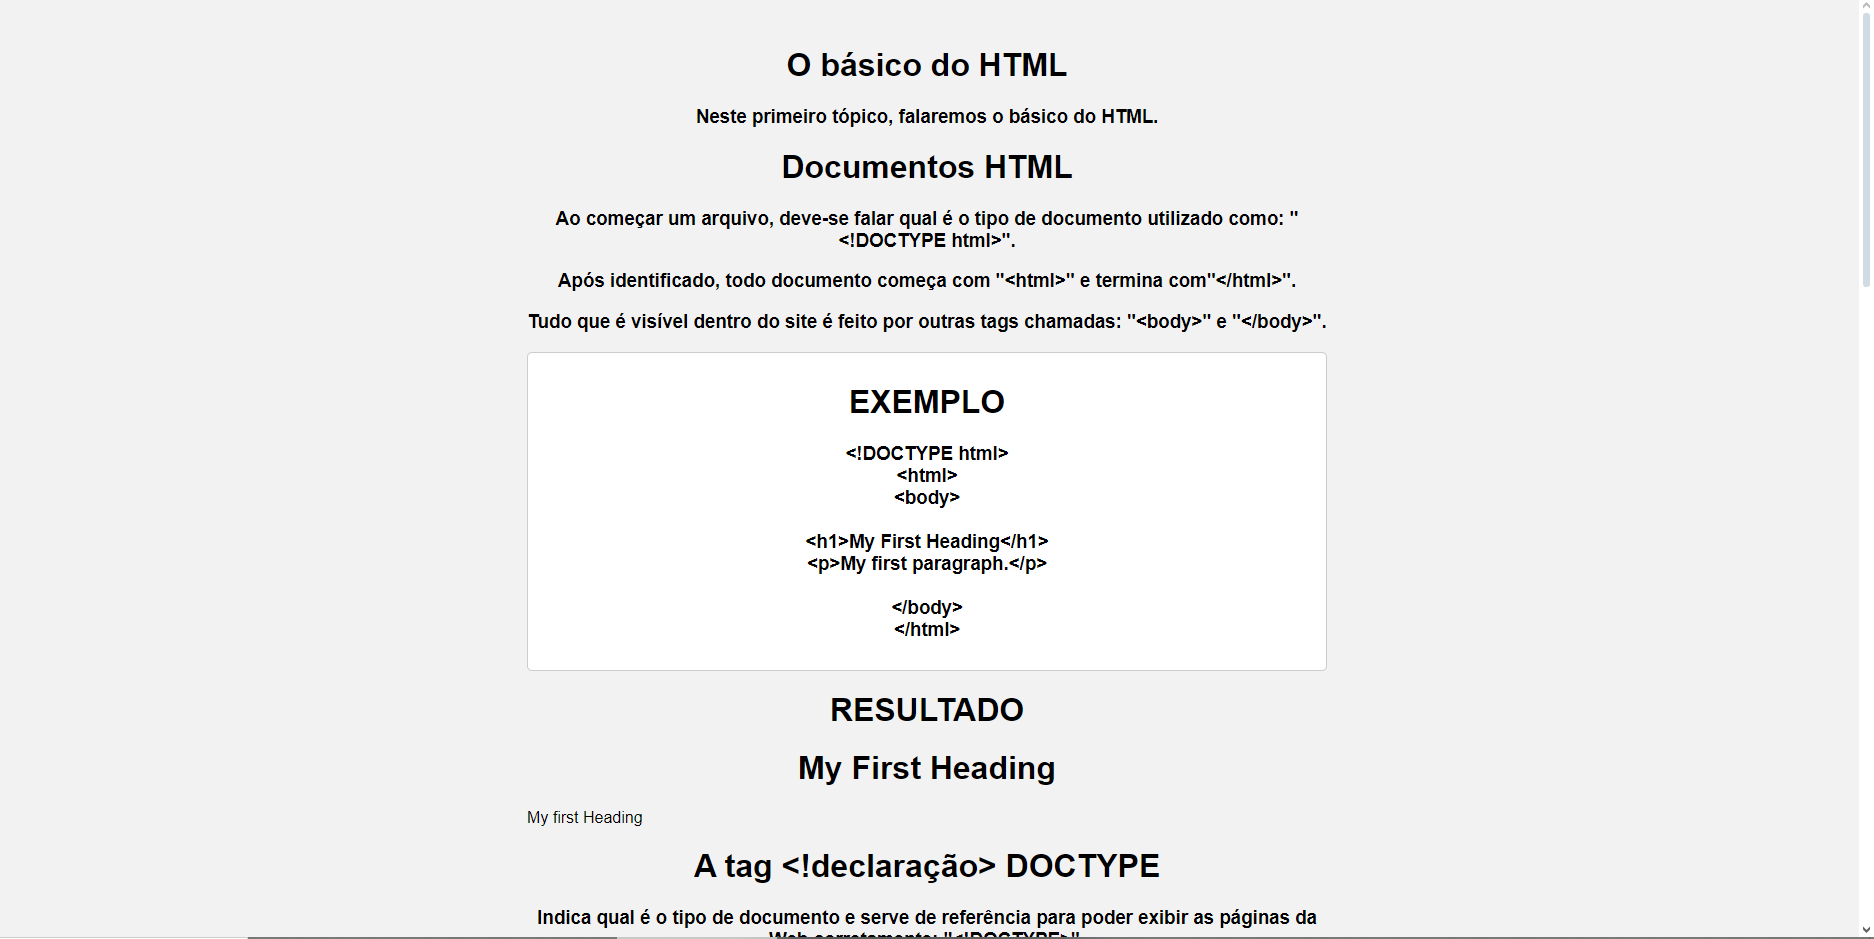 O básico do HTML
Neste primeiro tópico, falaremos o básico do HTML.
Documentos HTML
Ao começar um arquivo, deve-se falar qual é o tipo de documento utilizado como: "
<!DOCTYPE html>".
Após identificado, todo documento começa com "<html>" e termina com"</html>".
Tudo que é visível dentro do site é feito por outras tags chamadas: "<body>" e "</body>".
EXEMPLO
<!DOCTYPE html>
<html>
<body>
<h1>My First Heading</h1>
<p>My first paragraph.</p>
</body>
</html>
RESULTADO
My First Heading
My first Heading
A tag <!declaração> DOCTYPE
Indica qual é o tipo de documento e serve de referência para poder exibir as páginas da
Web corretamente: "<!DOCTYPE>"